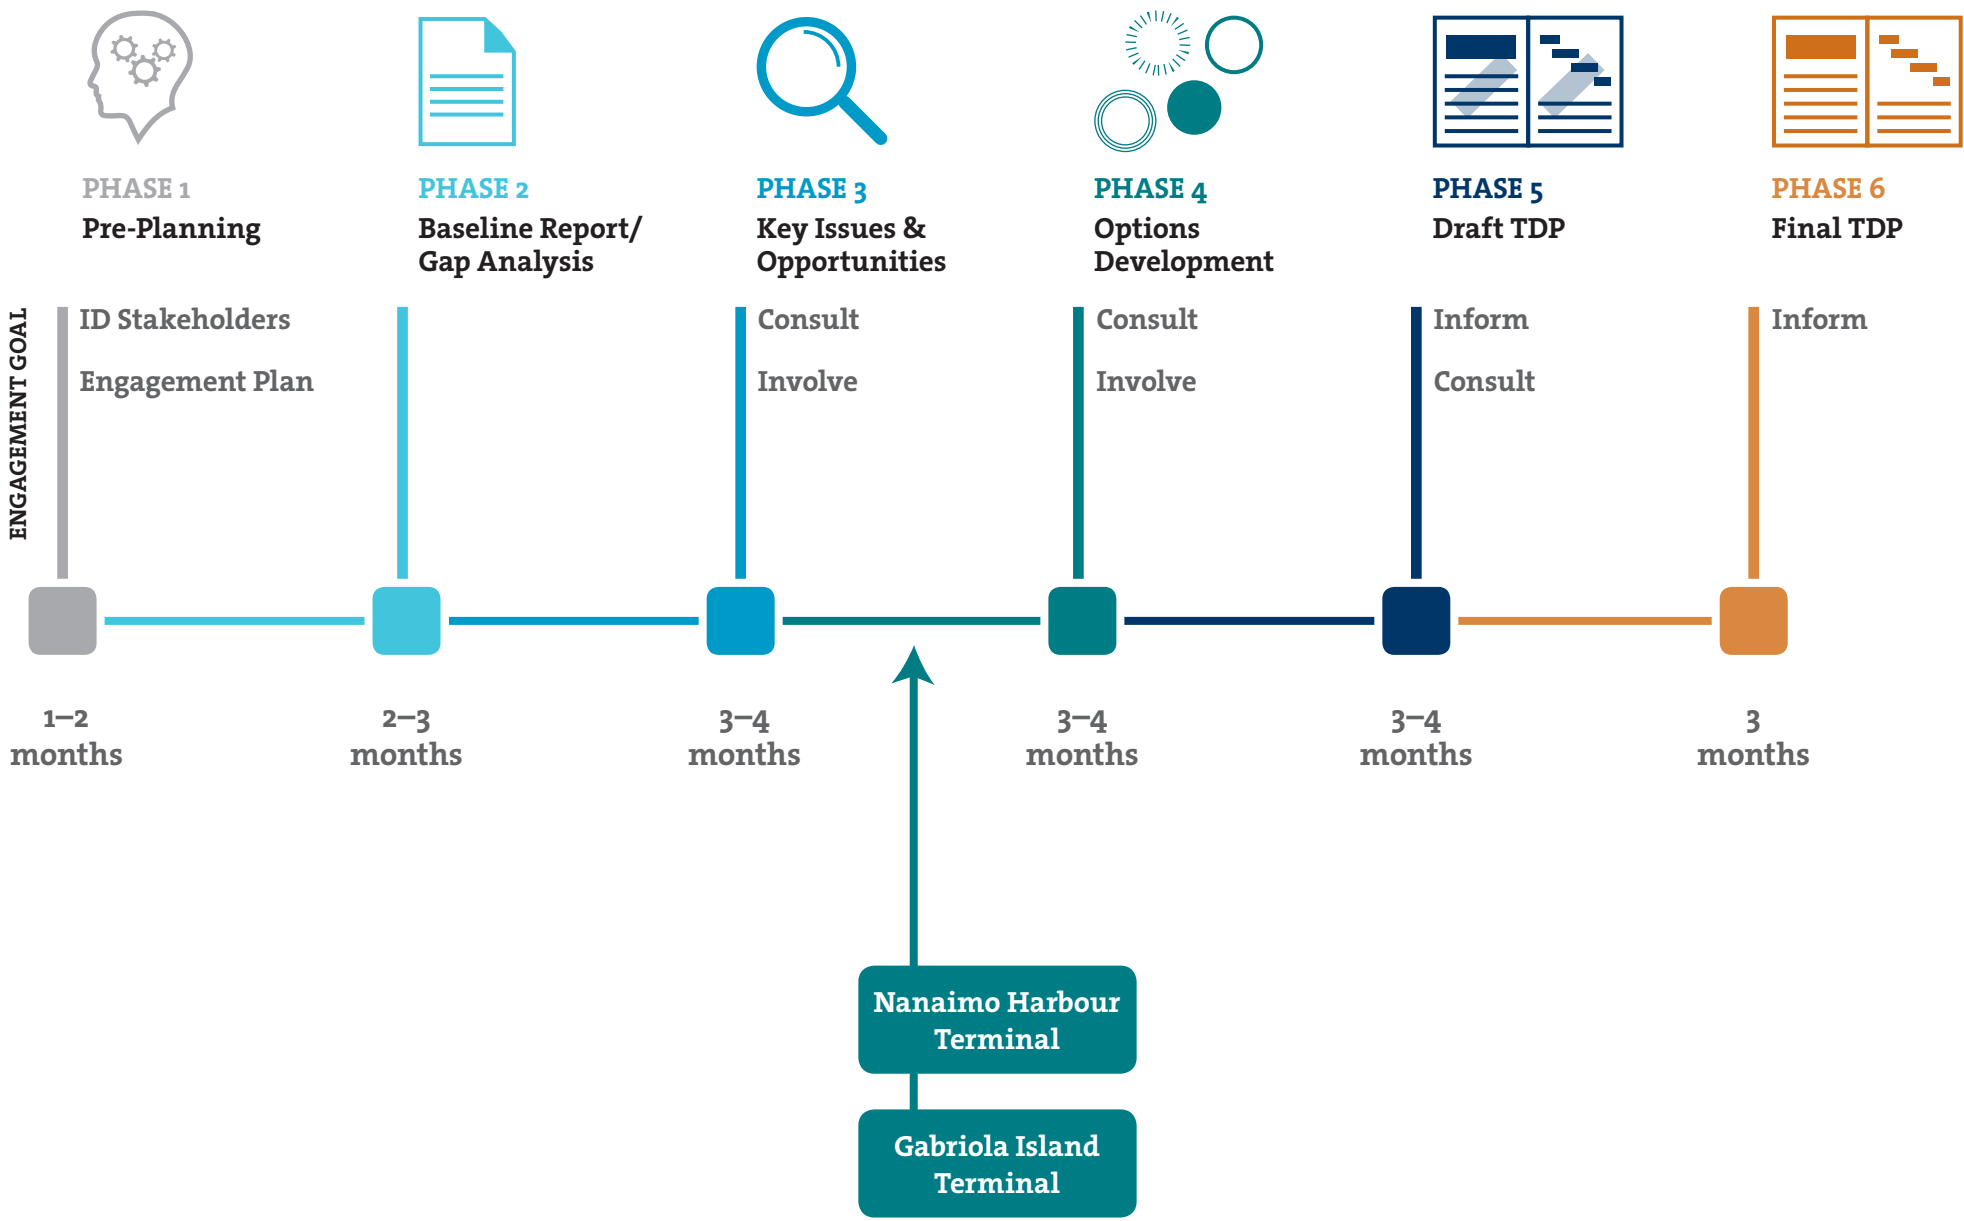 PHASE 1
Pre-Planning
PHASE 2
Baseline Report/
Gap Analysis
PHASE 3
Key Issues &
Opportunities
PHASE 4
Options
Development
PHASE 5
Draft TDP
PHASE 6
Final TDP
ENGAGEMENT GOAL
ID Stakeholders
Engagement Plan
Consult
Involve
Consult
Involve
Inform
Consult
Inform
1–2
months
2–3
months
3–4
months
3–4
months
3–4
months
3
months
Nanaimo Harbour
Terminal
Gabriola Island
Terminal